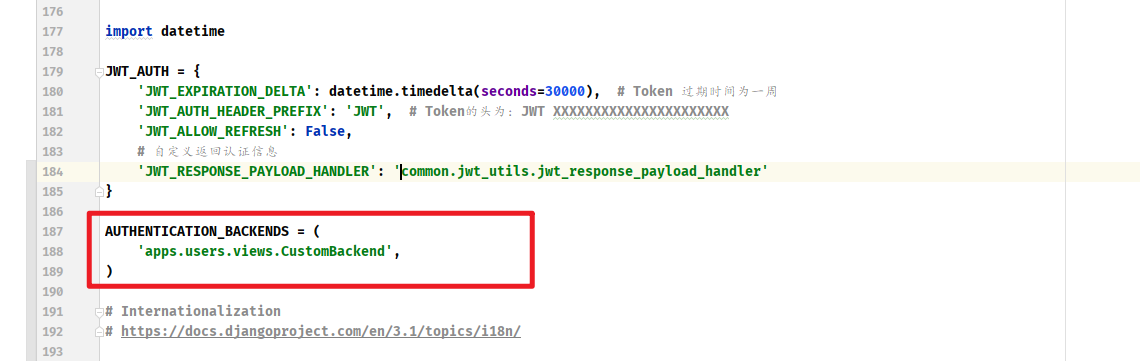 176
177 import datetime
178
179 JWT_AUTH = {
180 'JWT_EXPIRATION_DELTA': datetime.timedelta(seconds=30000), # Token 过期时间为一周
181 'JWT_AUTH_HEADER_PREFIX': 'JWT', # Token的头为：JWT XXXXXXXXXXXXXXXXXXXXXX
182 'JWT_ALLOW_REFRESH': False,
183 # 自定义返回认证信息
184 'JWT_RESPONSE_PAYLOAD_HANDLER': 'common.jwt_utils.jwt_response_payload_handler'
185 }
186
187 AUTHENTICATION_BACKENDS = (
188 'apps.users.views.CustomBackend',
189 )
190
191 # Internationalization
192 # https://docs.djangoproject.com/en/3.1/topics/i18n/
193